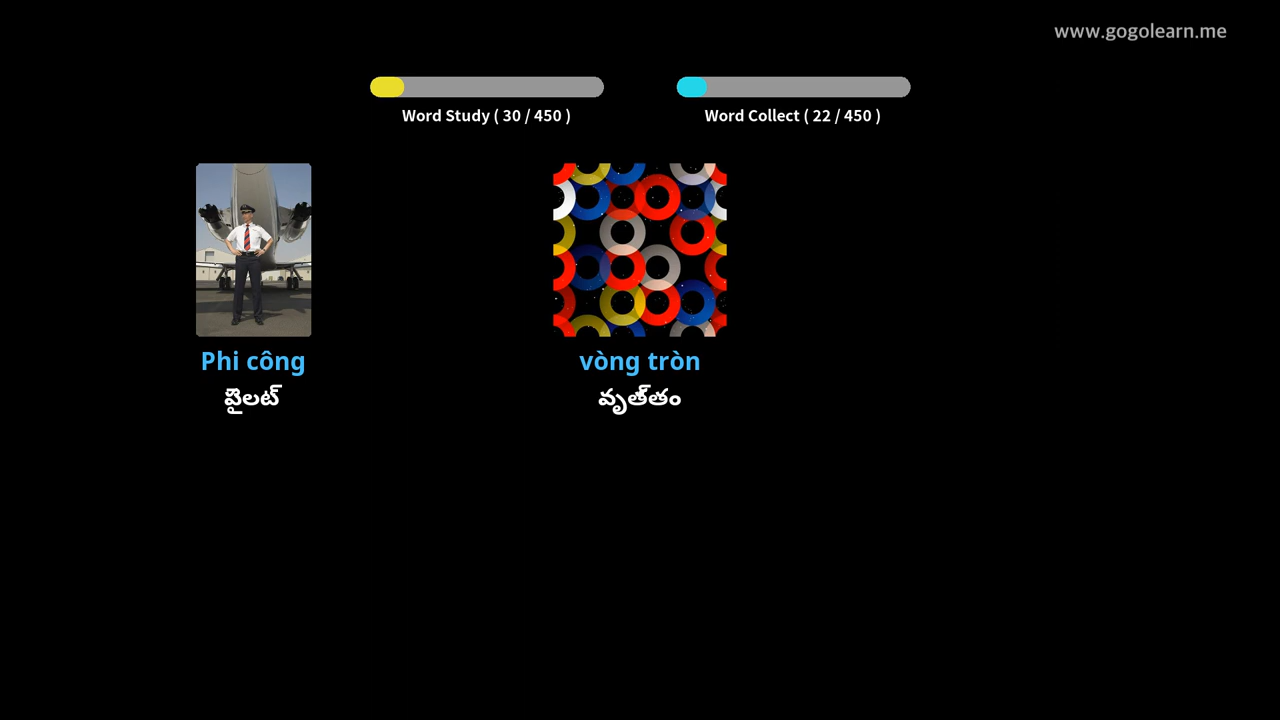 www.gogolearn.me
Word Study ( 30 / 450 )
Word Collect ( 22 / 450 )
Phi công
vòng tròn
పైలట్
వృత్తం